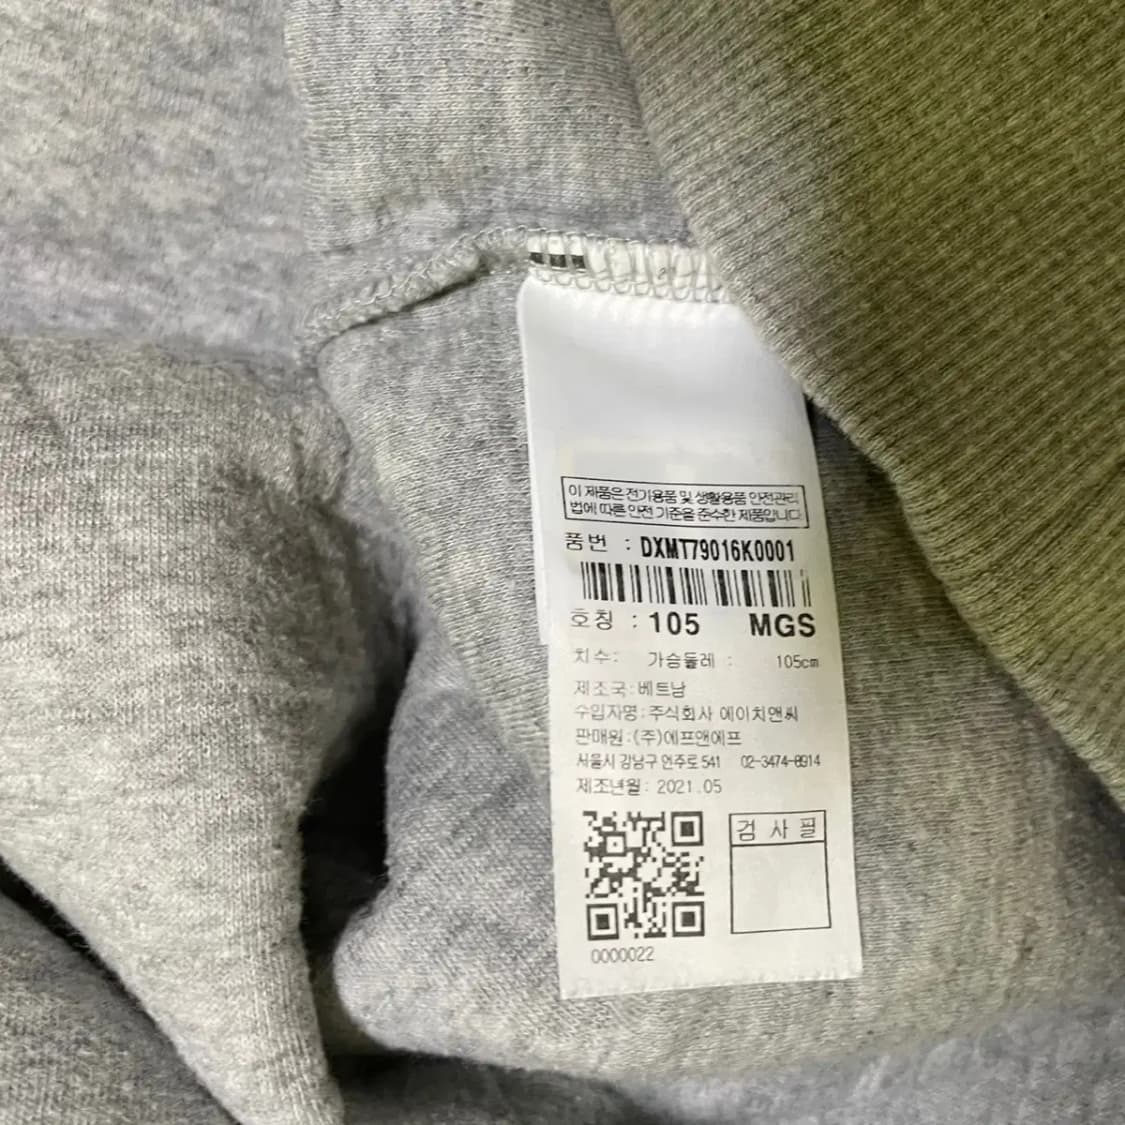 이 제품은 전기용품 및 생활용품 안전관리
법에 따른 안전 기준을 준수한 제품입니다.
품번 : DXMT79016K0001
호칭 : 105 MGS
치수: 가슴둘레 : 105cm
제조국:베트남
수입자명:주식회사 에이치앤씨
판매원:(주)에프앤에프
서울시 강남구 언주로 541 02-3474-0914
제조년월: 2021.05
검 사 필
0000022